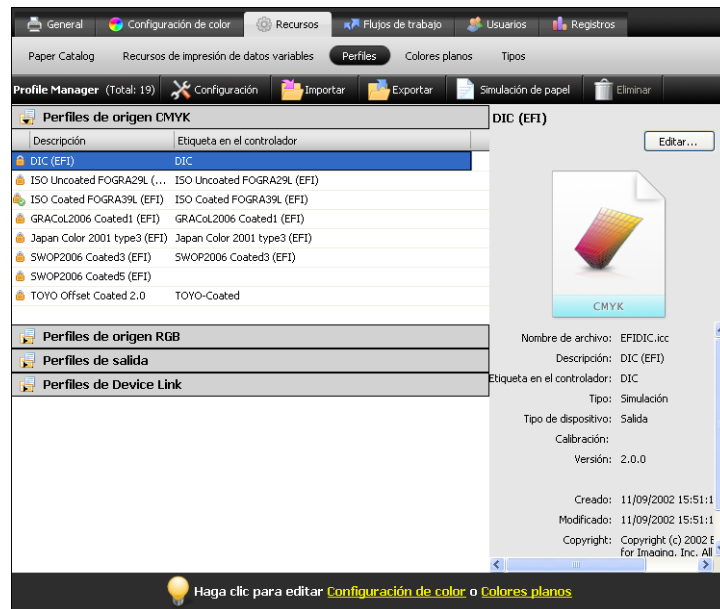 General Configuración de color Recursos Flujos de trabajo Usuarios Registros
Paper Catalog Recursos de impresión de datos variables Perfiles Colores planos Tipos
Profile Manager (Total: 19) Configuración Importar Exportar Simulación de papel Eliminar
Perfiles de origen CMYK
Descripción Etiqueta en el controlador
DIC (EFI) DIC
ISO Uncoated FOGRA29L (... ISO Uncoated FOGRA29L (EFI)
ISO Coated FOGRA39L (EFI) ISO Coated FOGRA39L (EFI)
GRACoL2006 Coated1 (EFI) GRACoL2006 Coated1 (EFI)
Japan Color 2001 type3 (EFI) Japan Color 2001 type3 (EFI)
SWOP2006 Coated3 (EFI) SWOP2006 Coated3 (EFI)
SWOP2006 Coated5 (EFI)
TOYO Offset Coated 2.0 TOYO-Coated
Perfiles de origen RGB
Perfiles de salida
Perfiles de Device Link
DIC (EFI)
Editar...
CMYK
Nombre de archivo: EFIDIC.icc
Descripción: DIC (EFI)
Etiqueta en el controlador: DIC
Tipo: Simulación
Tipo de dispositivo: Salida
Calibración:
Versión: 2.0.0
Creado: 11/09/2002 15:51:1
Modificado: 11/09/2002 15:51:1
Copyright: Copyright (c) 2002 E
for Imaging, Inc. All
Haga clic para editar Configuración de color o Colores planos